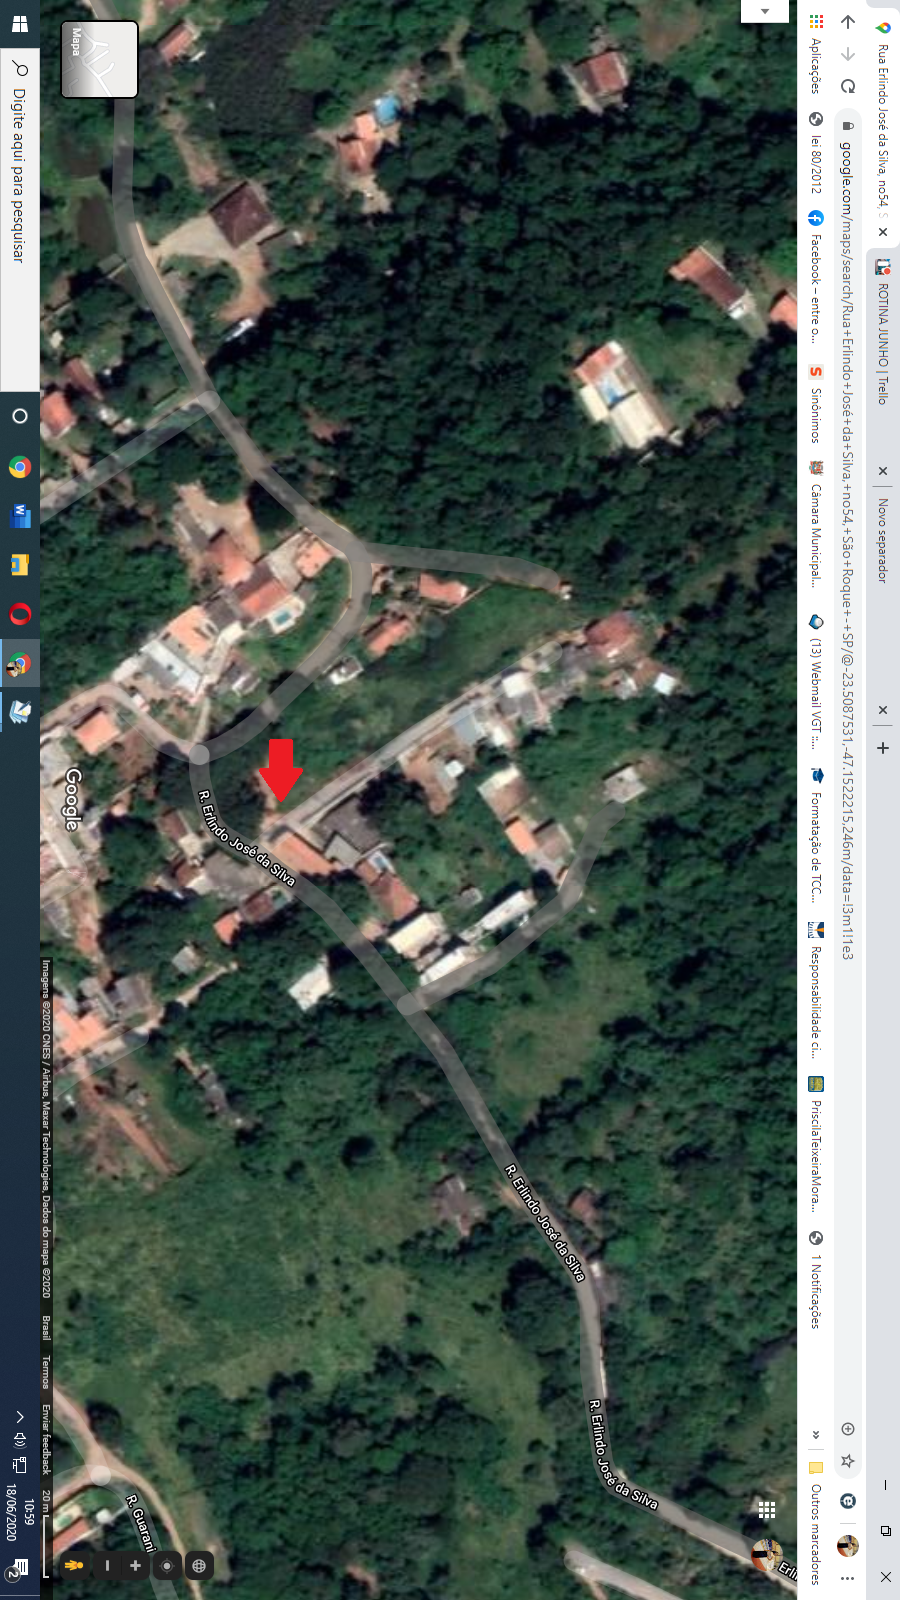 Rua Erlindo José da Silva, no54, S
ROTINA JUNHO | Trello
Novo separador
google.com/maps/search/Rua+Erlindo+José+da+Silva,+no54,+São+Roque+-+SP/@-23.5087531,-47.1522215,246m/data=!3m1!1e3
Aplicações
lei 80/2012
Facebook – entre o...
Sinônimos
Câmara Municipal...
(13) Webmail VGT ::...
Formatação de TCC...
Responsabilidade ci...
PriscilaTeixeiraMora...
1 Notificações
»
Outros marcadores
Erlin
R. Erlindo José da Silva
R. Erlindo José da Silva
R. Erlindo José da Silva
R. Guarani
Mapa
Google
Imagens ©2020 CNES / Airbus, Maxar Technologies, Dados do mapa ©2020
Brasil
Termos
Enviar feedback
20 m
Digite aqui para pesquisar
10:59
18/06/2020
2